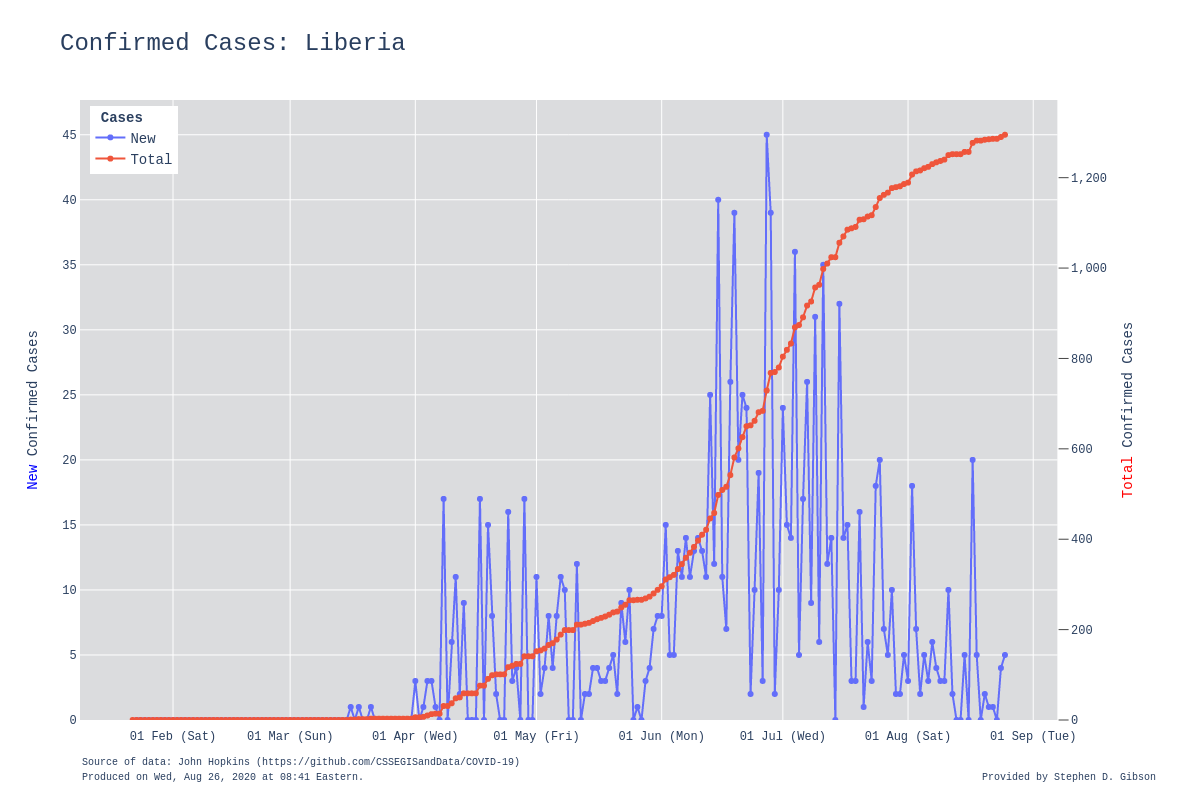 Confirmed Cases: Liberia
Cases
New
Total
45
40
35
30
25
20
15
10
5
0
New Confirmed Cases
1,200
1,000
800
600
400
200
0
Total Confirmed Cases
01 Feb (Sat) 01 Mar (Sun) 01 Apr (Wed) 01 May (Fri) 01 Jun (Mon) 01 Jul (Wed) 01 Aug (Sat) 01 Sep (Tue)
Source of data: John Hopkins (https://github.com/CSSEGISandData/COVID-19)
Produced on Wed, Aug 26, 2020 at 08:41 Eastern.
Provided by Stephen D. Gibson